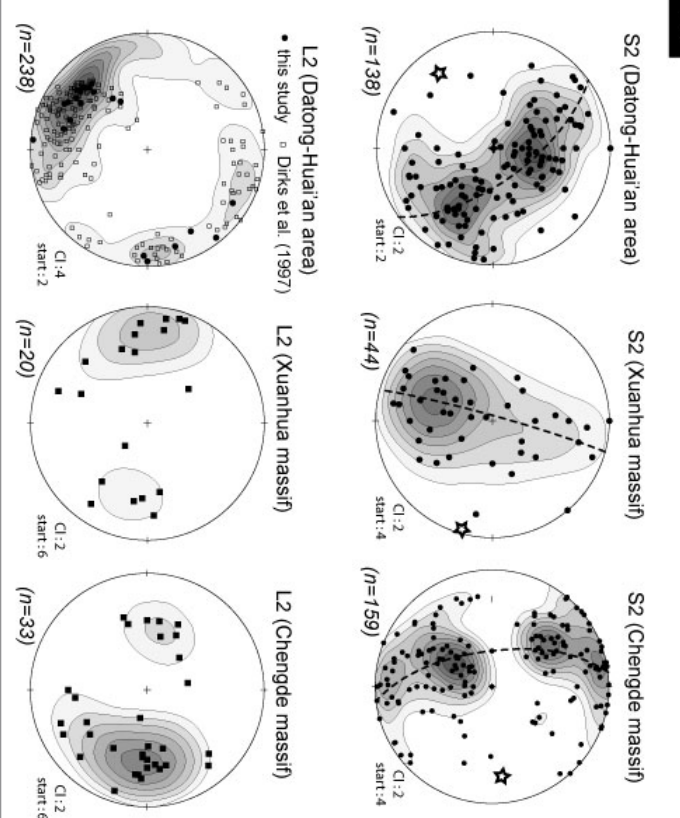 S2 (Datong-Huai'an area)
(n=138)
CI:2
start:2
S2 (Xuanhua massif)
(n=44)
CI:2
start:4
S2 (Chengde massif)
(n=159)
CI:2
start:4
L2 (Datong-Huai'an area)
• this study ▫ Dirks et al. (1997)
(n=238)
CI:4
start:2
L2 (Xuanhua massif)
(n=20)
CI:2
start:6
L2 (Chengde massif)
(n=33)
CI:2
start:6